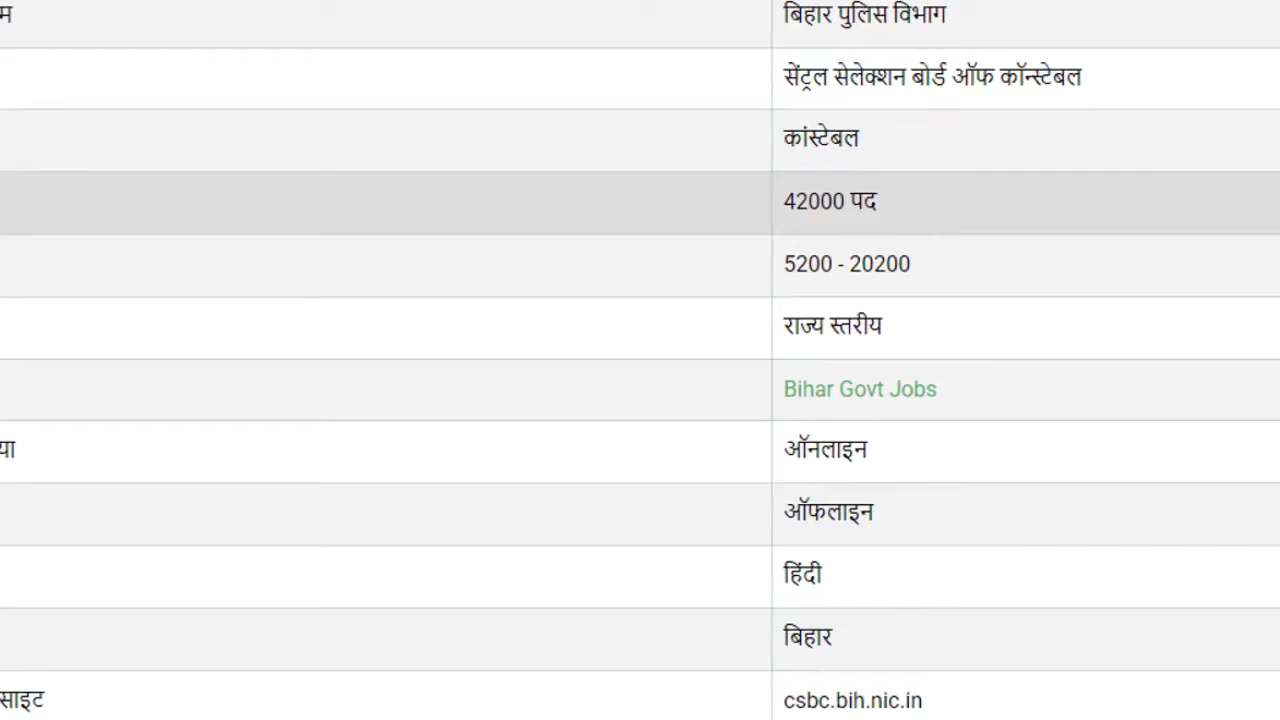 म बिहार पुलिस विभाग
सेंट्रल सेलेक्शन बोर्ड ऑफ कॉन्स्टेबल
कांस्टेबल
42000 पद
5200 - 20200
राज्य स्तरीय
Bihar Govt Jobs
या ऑनलाइन
ऑफलाइन
हिंदी
बिहार
साइट csbc.bih.nic.in